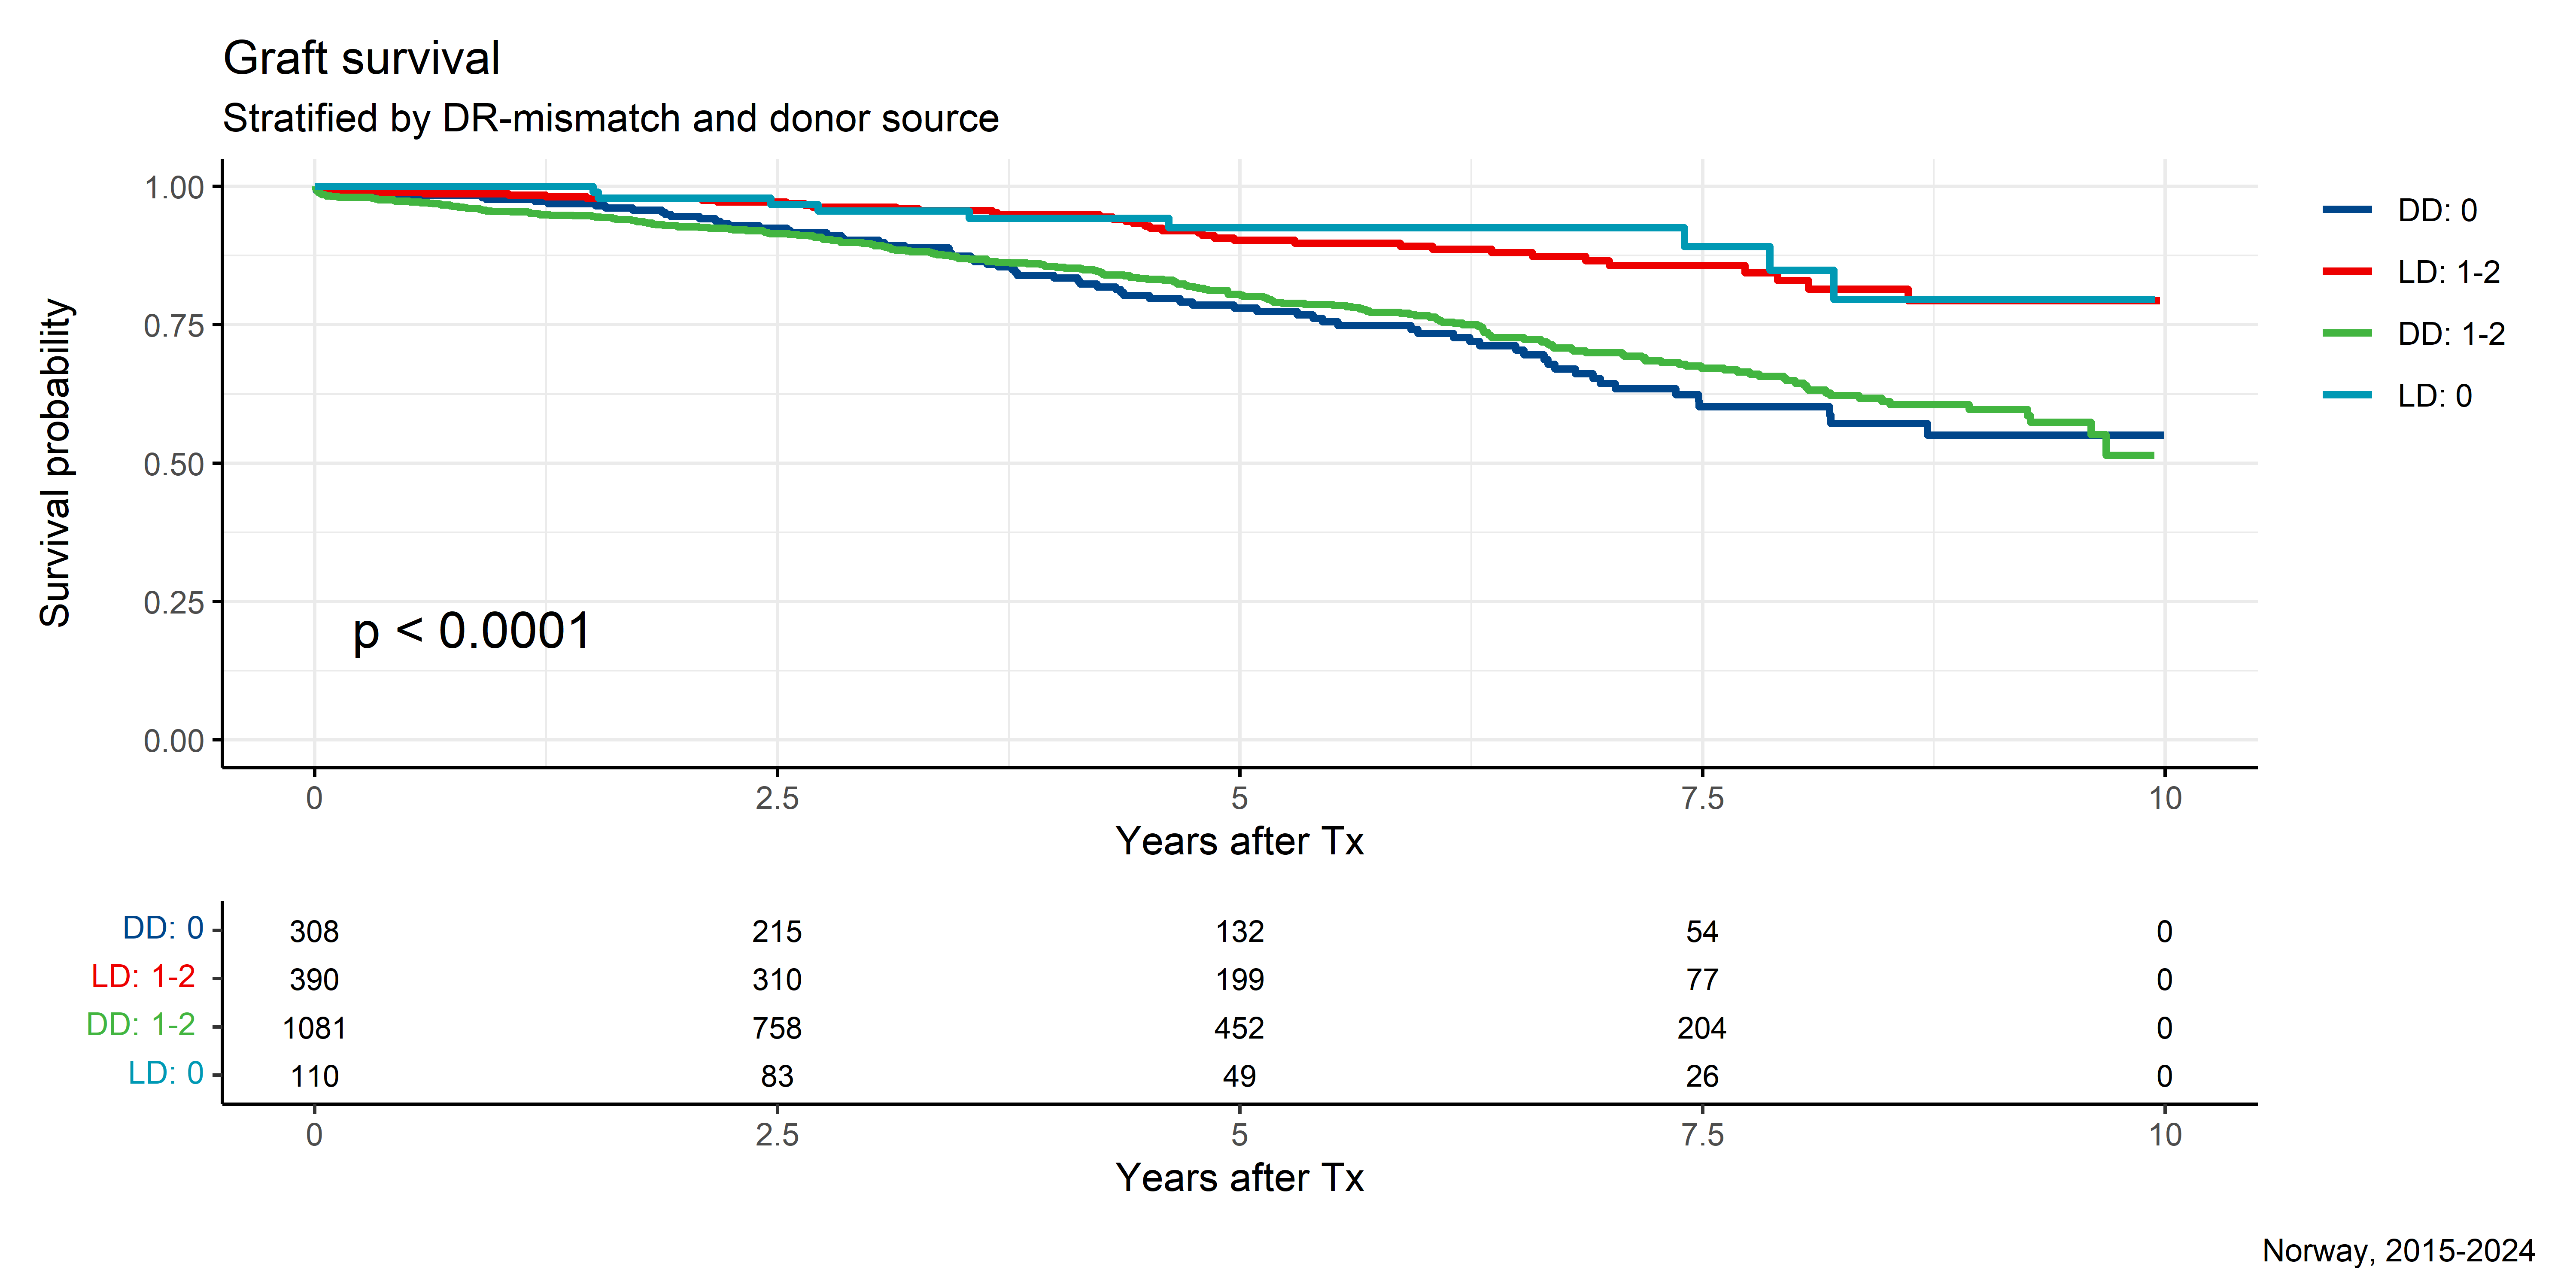 Graft survival
Stratified by DR-mismatch and donor source
Survival probability
1.00
0.75
0.50
0.25
0.00
p < 0.0001
0 2.5 5 7.5 10
Years after Tx
DD: 0
LD: 1-2
DD: 1-2
LD: 0
DD: 0 308 215 132 54 0
LD: 1-2 390 310 199 77 0
DD: 1-2 1081 758 452 204 0
LD: 0 110 83 49 26 0
0 2.5 5 7.5 10
Years after Tx
Norway, 2015-2024